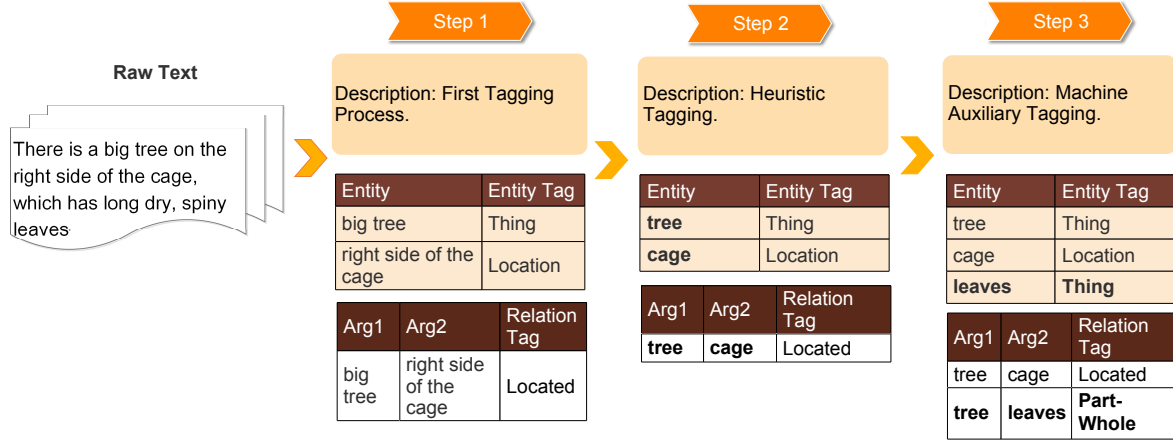 Raw Text
There is a big tree on the
right side of the cage,
which has long dry, spiny
leaves
Step 1
Description: First Tagging
Process.
Entity Entity Tag
big tree Thing
right side of the
cage
Location
Arg1 Arg2 Relation
Tag
big
tree
right side
of the
cage
Located
Step 2
Description: Heuristic
Tagging.
Entity Entity Tag
tree Thing
cage Location
Arg1 Arg2 Relation
Tag
tree cage Located
Step 3
Description: Machine
Auxiliary Tagging.
Entity Entity Tag
tree Thing
cage Location
leaves Thing
Arg1 Arg2 Relation
Tag
tree cage Located
tree leaves Part-
Whole